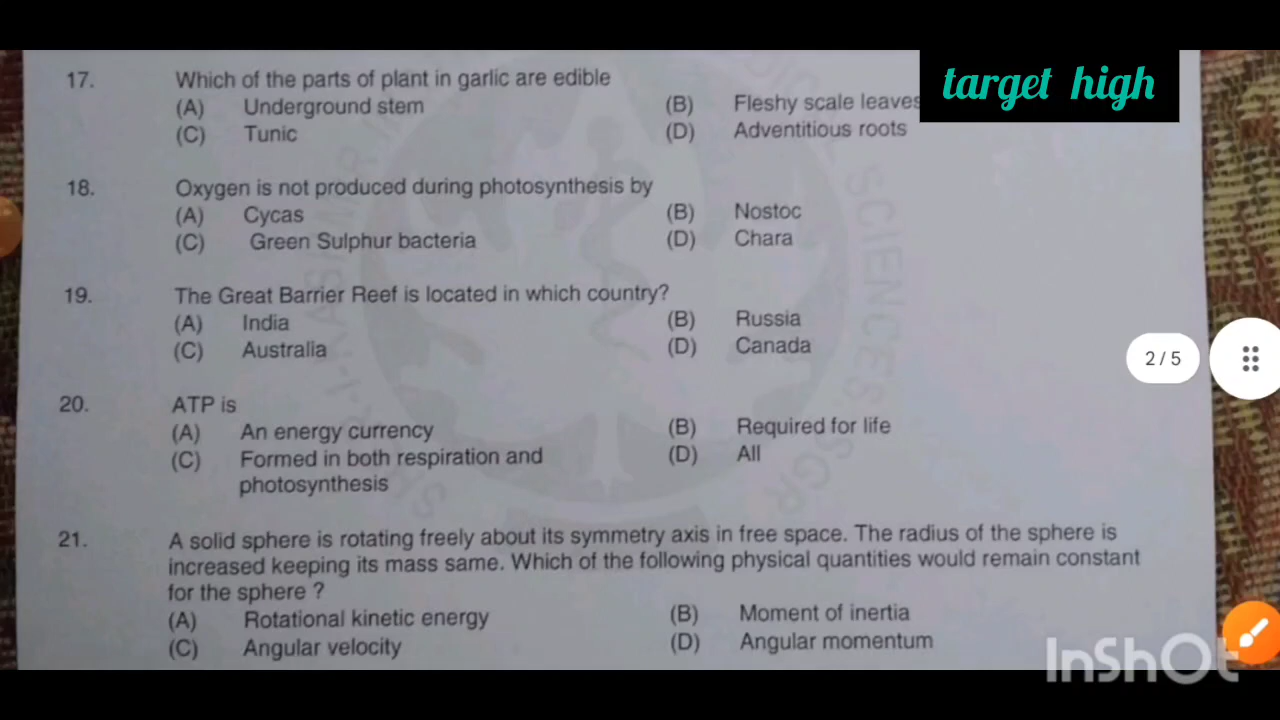 target high
17. Which of the parts of plant in garlic are edible
(A) Underground stem (B) Fleshy scale leaves
(C) Tunic (D) Adventitious roots
18. Oxygen is not produced during photosynthesis by
(A) Cycas (B) Nostoc
(C) Green Sulphur bacteria (D) Chara
19. The Great Barrier Reef is located in which country?
(A) India (B) Russia
(C) Australia (D) Canada
2/5
20. ATP is
(A) An energy currency (B) Required for life
(C) Formed in both respiration and (D) All
photosynthesis
21. A solid sphere is rotating freely about its symmetry axis in free space. The radius of the sphere is
increased keeping its mass same. Which of the following physical quantities would remain constant
for the sphere ?
(A) Rotational kinetic energy (B) Moment of inertia
(C) Angular velocity (D) Angular momentum
InShOt